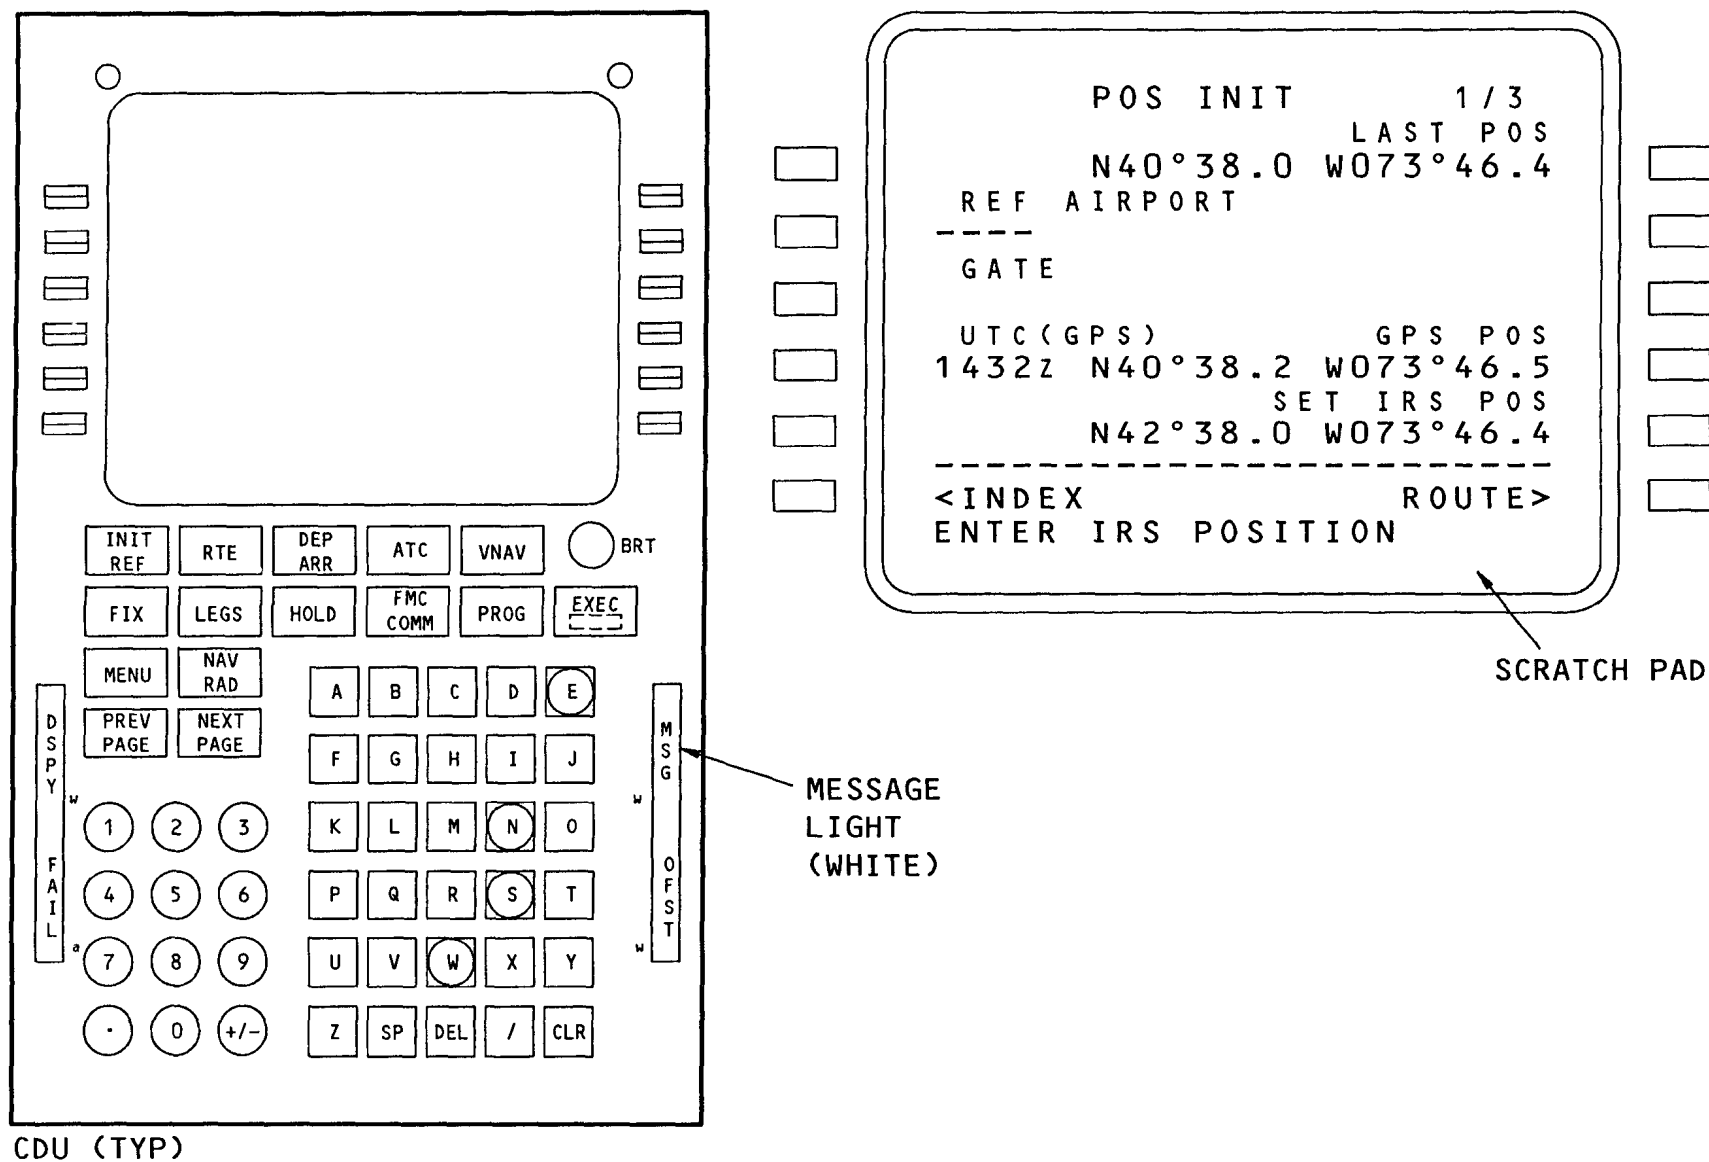 POS INIT 1/3
LAST POS
N40°38.0 W073°46.4
REF AIRPORT
----
GATE
UTC(GPS) GPS POS
1432z N40°38.2 W073°46.5
SET IRS POS
N42°38.0 W073°46.4
--------------------------
<INDEX ROUTE>
ENTER IRS POSITION
SCRATCH PAD
INIT REF
RTE
DEP ARR
ATC
VNAV
BRT
FIX
LEGS
HOLD
FMC COMM
PROG
EXEC
MENU
NAV RAD
PREV PAGE
NEXT PAGE
A B C D E
F G H I J
K L M N O
P Q R S T
U V W X Y
Z SP DEL / CLR
1 2 3
4 5 6
7 8 9
. 0 +/-
DSPY FAIL
w
a
MSG OFST
w
w
MESSAGE
LIGHT
(WHITE)
CDU (TYP)